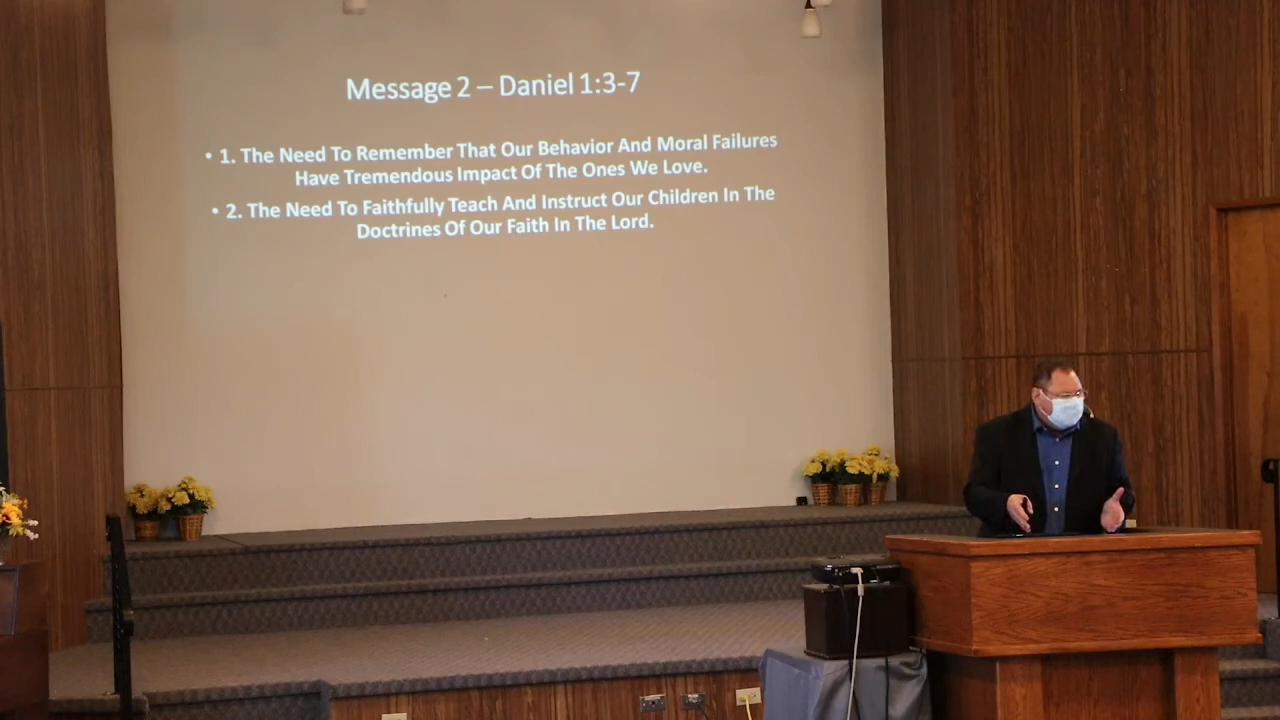 Message 2 – Daniel 1:3-7
• 1. The Need To Remember That Our Behavior And Moral Failures
Have Tremendous Impact Of The Ones We Love.
• 2. The Need To Faithfully Teach And Instruct Our Children In The
Doctrines Of Our Faith In The Lord.